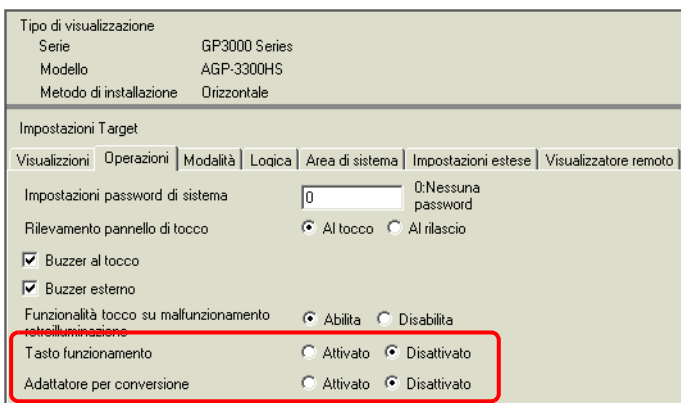 Tipo di visualizzazione
Serie GP3000 Series
Modello AGP-3300HS
Metodo di installazione Orizzontale
Impostazioni Target
Visualizzioni Operazioni Modalità Logica Area di sistema Impostazioni estese Visualizzatore remoto
Impostazioni password di sistema 0 0:Nessuna
password
Rilevamento pannello di tocco Al tocco Al rilascio
Buzzer al tocco
Buzzer esterno
Funzionalità tocco su malfunzionamento Abilita Disabilita
retroilluminazione
Tasto funzionamento Attivato Disattivato
Adattatore per conversione Attivato Disattivato